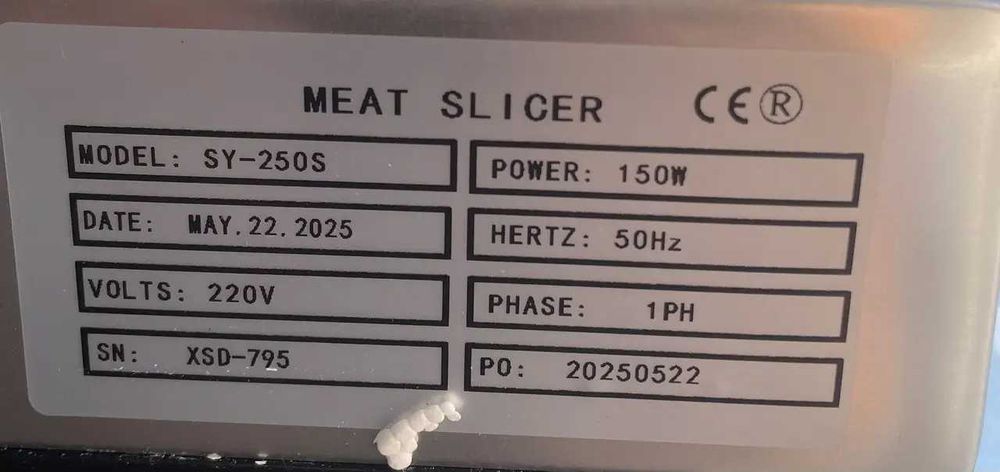 MEAT SLICER CE®
MODEL: SY-250S
POWER: 150W
DATE: MAY.22.2025
HERTZ: 50Hz
VOLTS: 220V
PHASE: 1PH
SN: XSD-795
PO: 20250522